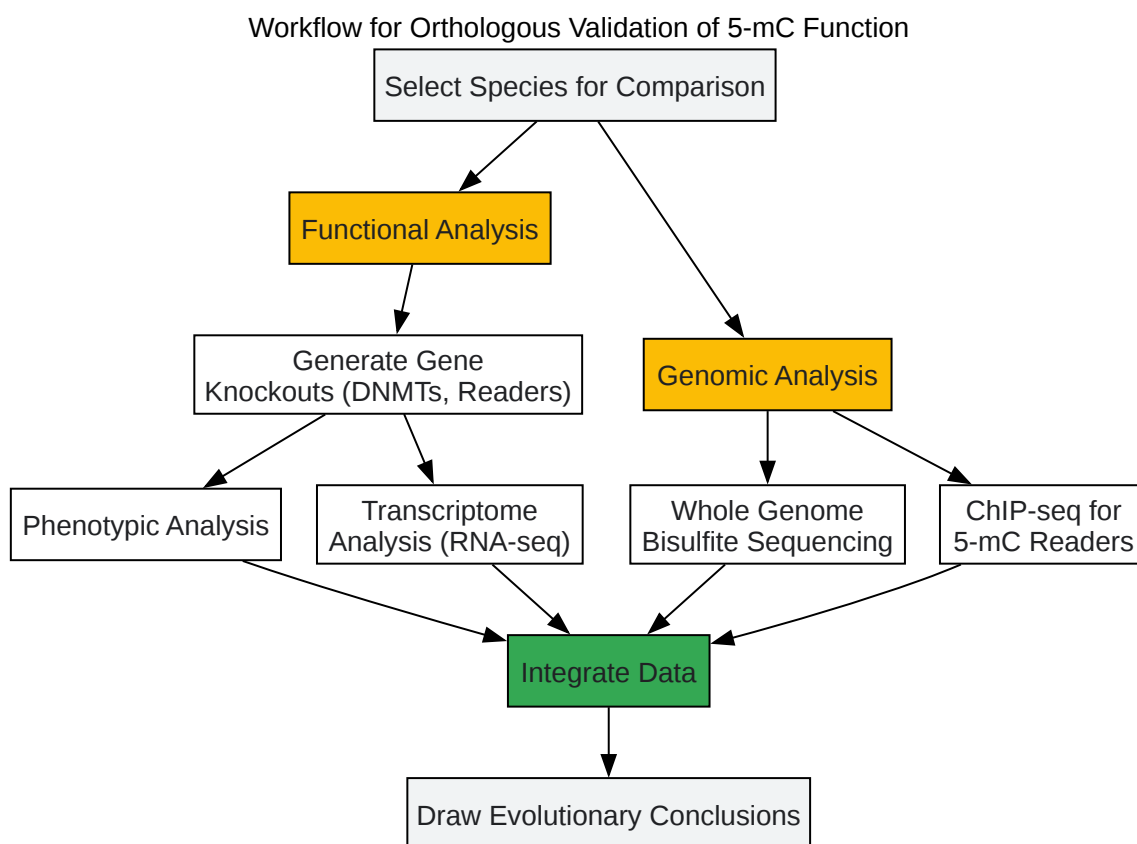 Workflow for Orthologous Validation of 5-mC Function
Select Species for Comparison
Functional Analysis
Generate Gene
Knockouts (DNMTs, Readers)
Genomic Analysis
Phenotypic Analysis
Transcriptome
Analysis (RNA-seq)
Whole Genome
Bisulfite Sequencing
ChIP-seq for
5-mC Readers
Integrate Data
Draw Evolutionary Conclusions